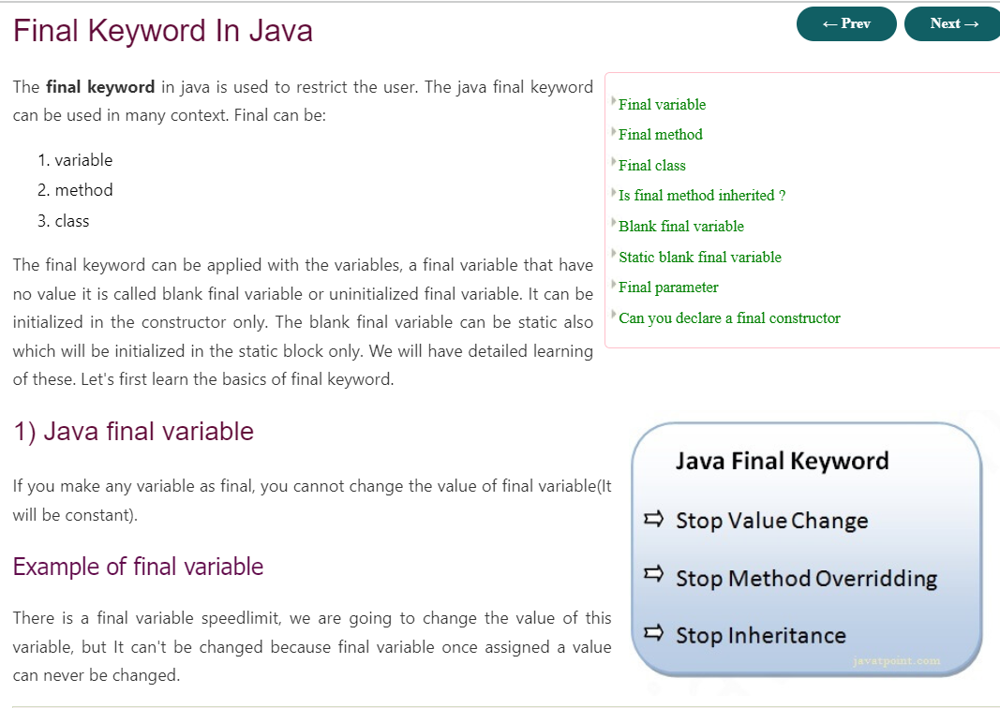 Final Keyword In Java
← Prev
Next →
The final keyword in java is used to restrict the user. The java final keyword
can be used in many context. Final can be:
1. variable
2. method
3. class
The final keyword can be applied with the variables, a final variable that have
no value it is called blank final variable or uninitialized final variable. It can be
initialized in the constructor only. The blank final variable can be static also
which will be initialized in the static block only. We will have detailed learning
of these. Let's first learn the basics of final keyword.
Final variable
Final method
Final class
Is final method inherited ?
Blank final variable
Static blank final variable
Final parameter
Can you declare a final constructor
1) Java final variable
If you make any variable as final, you cannot change the value of final variable(It
will be constant).
Example of final variable
There is a final variable speedlimit, we are going to change the value of this
variable, but It can't be changed because final variable once assigned a value
can never be changed.
Java Final Keyword
⇨ Stop Value Change
⇨ Stop Method Overridding
⇨ Stop Inheritance
javatpoint.com